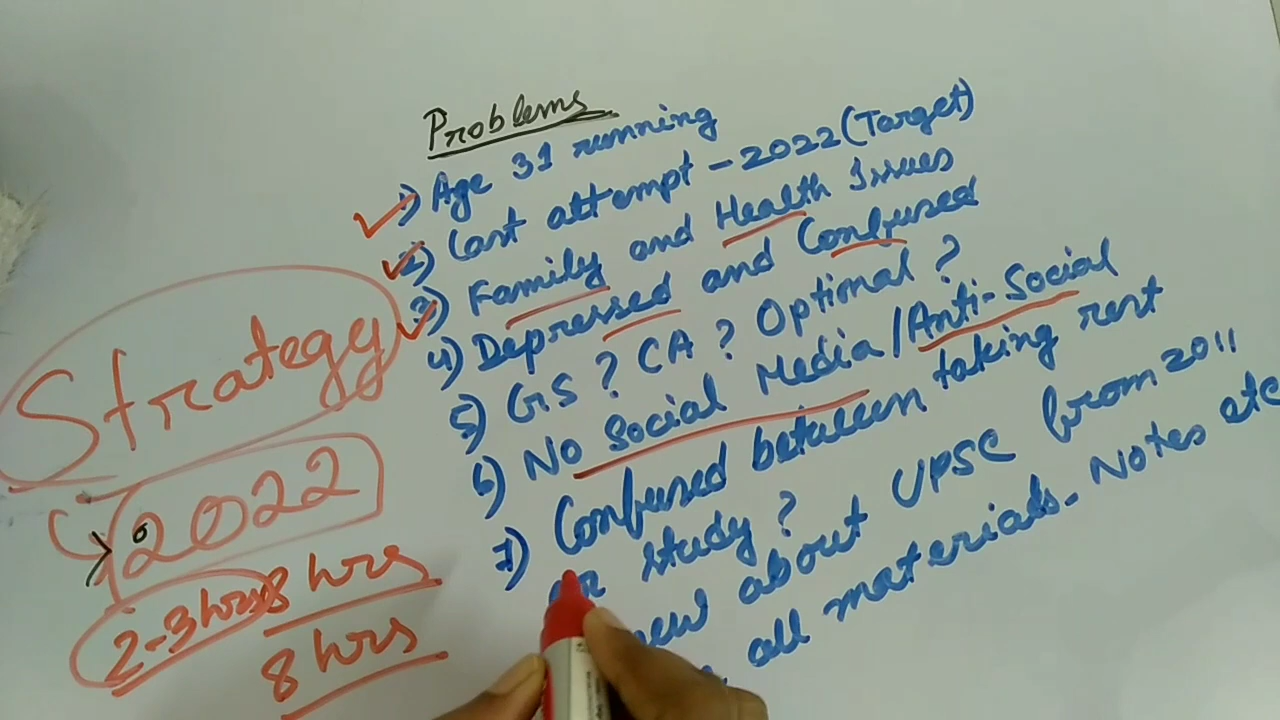 Problems
1) Age 31 running
2) Last attempt - 2022 (Target)
3) Family and Health Issues
4) Depressed and Confused
5) GS ? CA ? Optional ?
6) No Social Media / Anti-Social
7) Confused between taking rest
or study ?
about UPSC from 2011
all materials. Notes etc
Strategy
2022
2-3 hrs 8 hrs
8 hrs